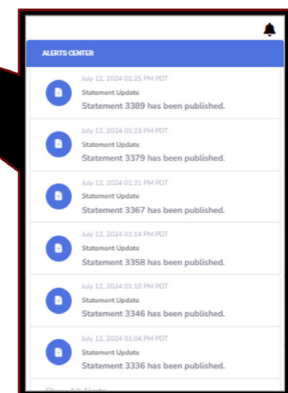 ALERTS CENTER
July 12, 2024 01:25 PM PDT
Statement Update
Statement 3389 has been published.
July 12, 2024 01:23 PM PDT
Statement Update
Statement 3379 has been published.
July 12, 2024 01:21 PM PDT
Statement Update
Statement 3367 has been published.
July 12, 2024 01:14 PM PDT
Statement Update
Statement 3358 has been published.
July 12, 2024 01:10 PM PDT
Statement Update
Statement 3346 has been published.
July 12, 2024 01:04 PM PDT
Statement Update
Statement 3336 has been published.
Show All Alerts